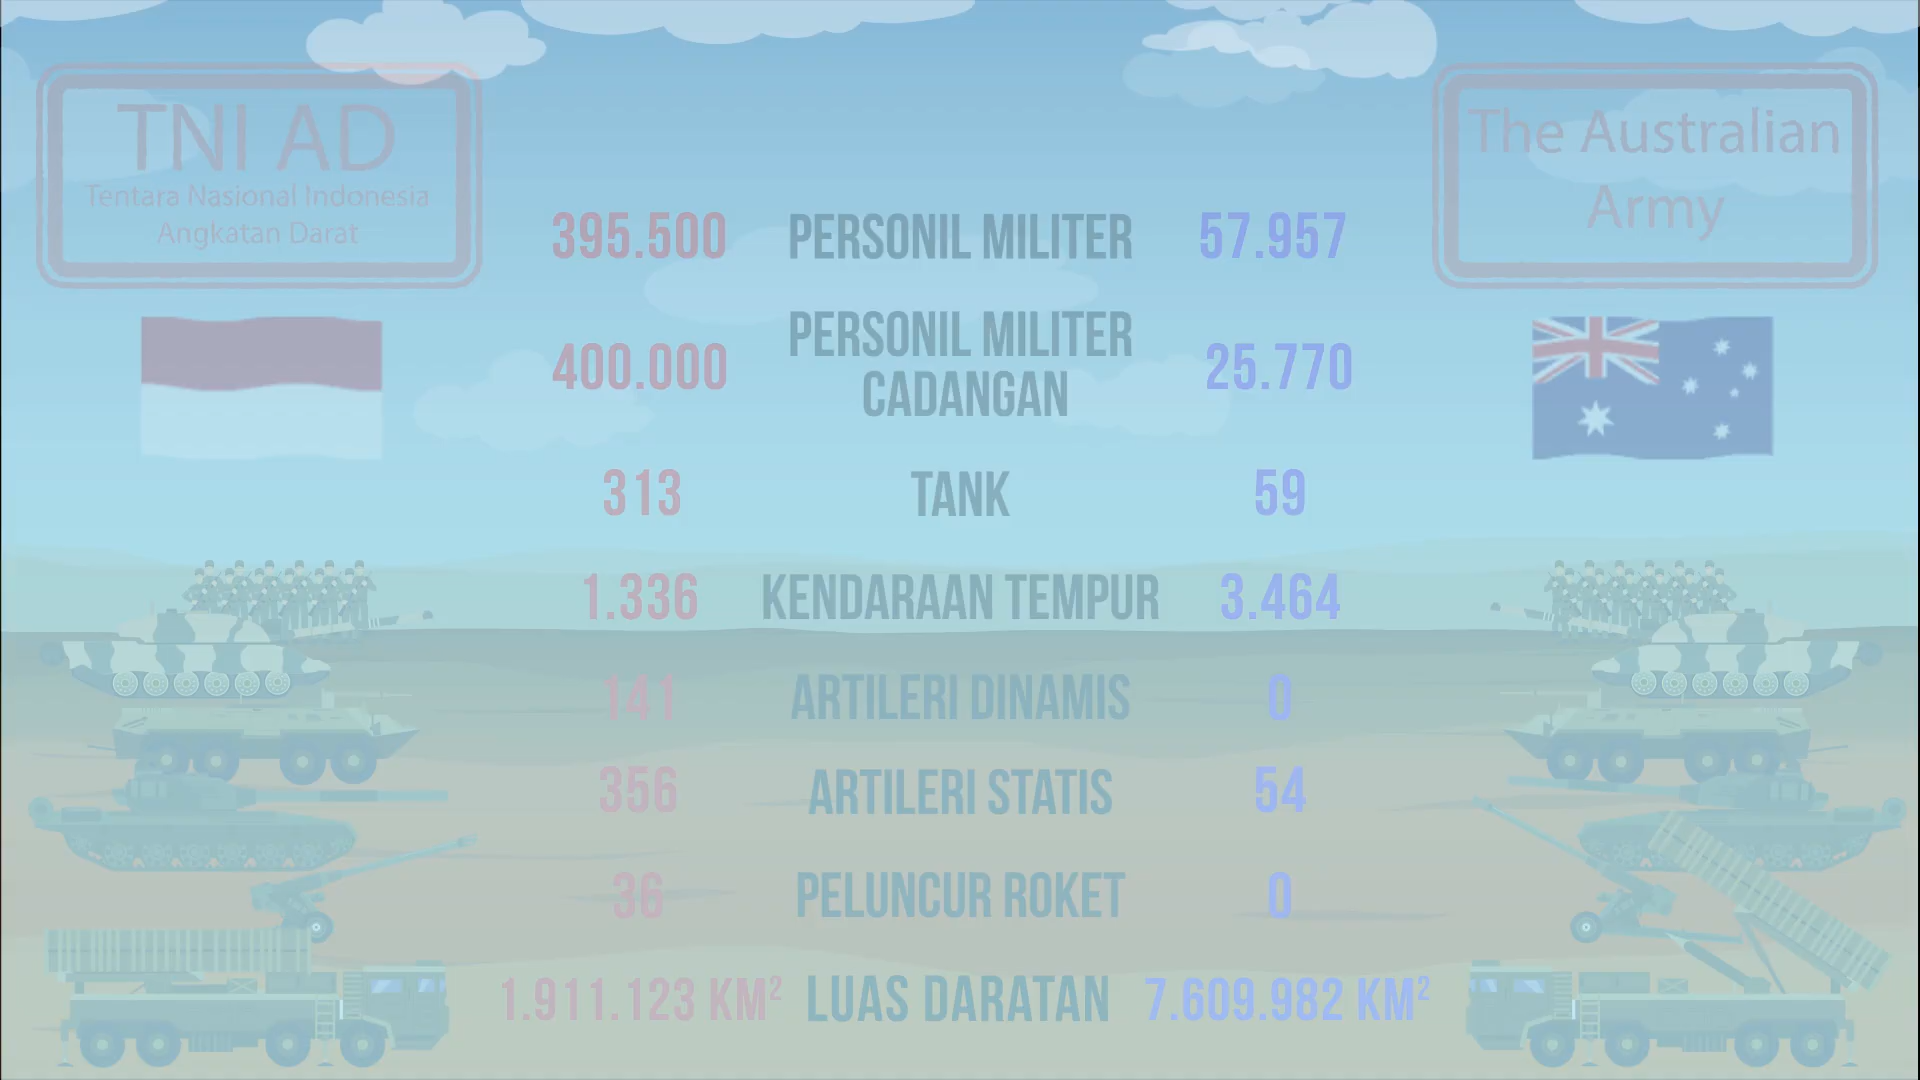 TNI AD
Tentara Nasional Indonesia
Angkatan Darat
The Australian
Army
395.500 PERSONIL MILITER 57.957
PERSONIL MILITER
400.000 CADANGAN 25.770
313 TANK 59
1.336 KENDARAAN TEMPUR 3.464
141 ARTILERI DINAMIS 0
356 ARTILERI STATIS 54
36 PELUNCUR ROKET 0
1.911.123 KM² LUAS DARATAN 7.609.982 KM²